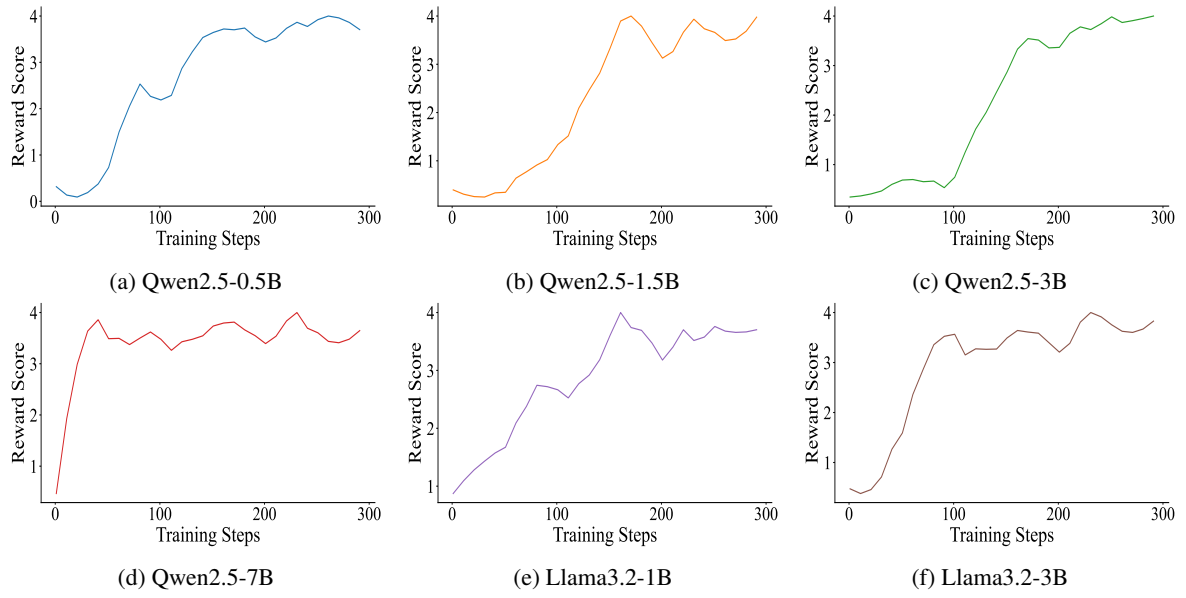 4
3
2
1
0
Reward Score
0
100
200
300
Training Steps
(a) Qwen2.5-0.5B
4
3
2
1
Reward Score
0
100
200
300
Training Steps
(b) Qwen2.5-1.5B
4
3
2
1
Reward Score
0
100
200
300
Training Steps
(c) Qwen2.5-3B
4
3
2
1
Reward Score
0
100
200
300
Training Steps
(d) Qwen2.5-7B
4
3
2
1
Reward Score
0
100
200
300
Training Steps
(e) Llama3.2-1B
4
3
2
1
Reward Score
0
100
200
300
Training Steps
(f) Llama3.2-3B